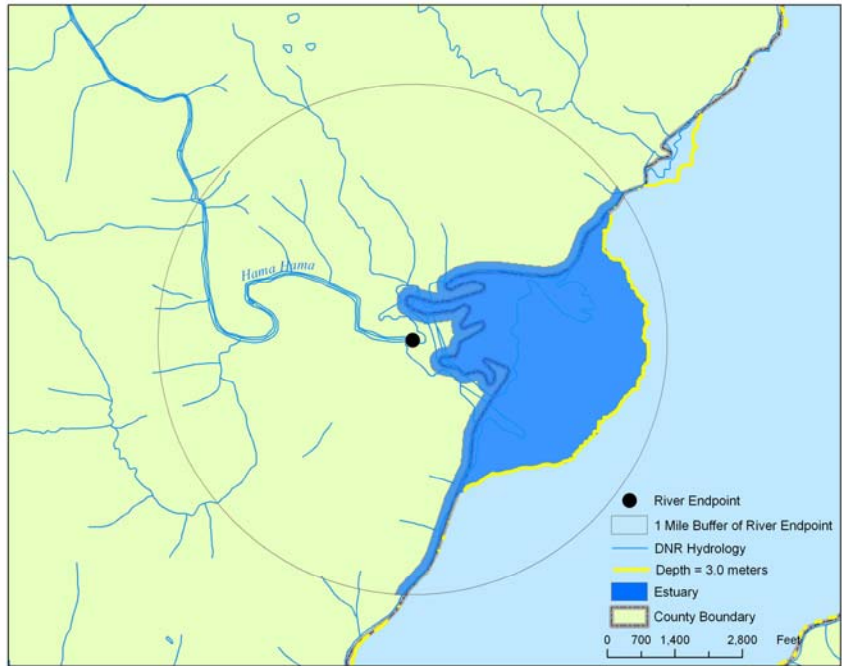 Hama Hama
River Endpoint
1 Mile Buffer of River Endpoint
DNR Hydrology
Depth = 3.0 meters
Estuary
County Boundary
0 700 1,400 2,800 Feet